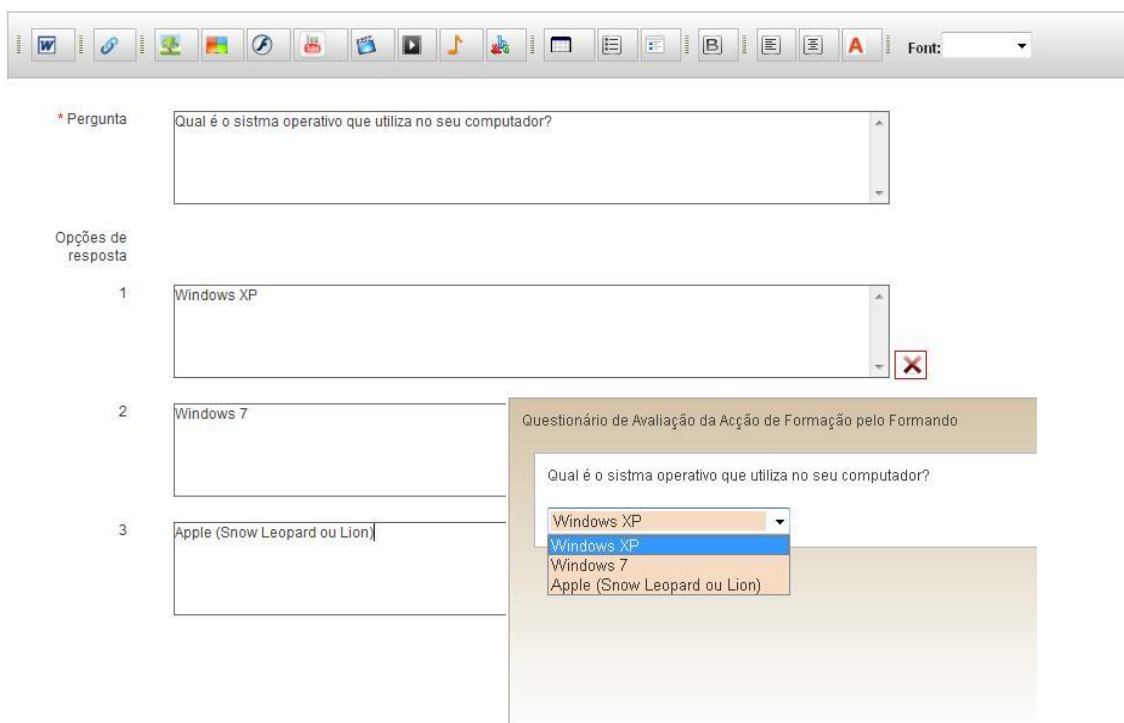 Font:
* Pergunta
Qual é o sistma operativo que utiliza no seu computador?
Opções de
resposta
1
Windows XP
2
Windows 7
3
Apple (Snow Leopard ou Lion)
Questionário de Avaliação da Acção de Formação pelo Formando
Qual é o sistma operativo que utiliza no seu computador?
Windows XP
Windows XP
Windows 7
Apple (Snow Leopard ou Lion)